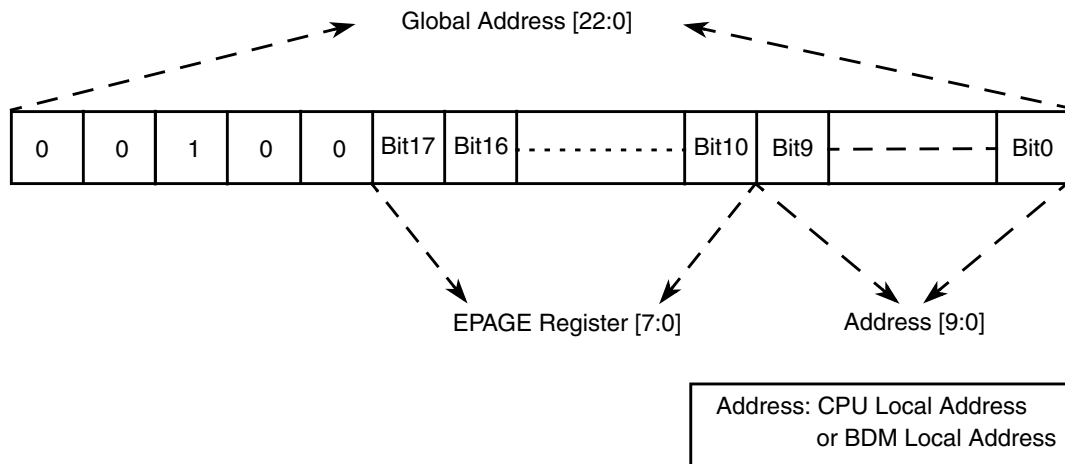 Global Address [22:0]
0 0 1 0 0 Bit17 Bit16 Bit10 Bit9 Bit0
EPAGE Register [7:0] Address [9:0]
Address: CPU Local Address
or BDM Local Address